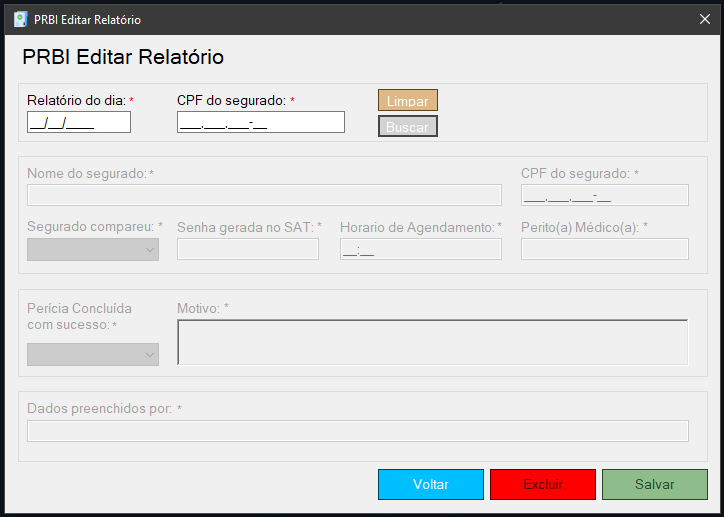 PRBI Editar Relatório
PRBI Editar Relatório
Relatório do dia: *
CPF do segurado: *
Limpar
__/__/____
___.___.___-__
Buscar
Nome do segurado: *
CPF do segurado: *
___.___.___-__
Segurado compareu: *
Senha gerada no SAT: *
Horario de Agendamento: *
Perito(a) Médico(a): *
__:__
Perícia Concluída
com sucesso: *
Motivo: *
Dados preenchidos por: *
Voltar
Excluir
Salvar